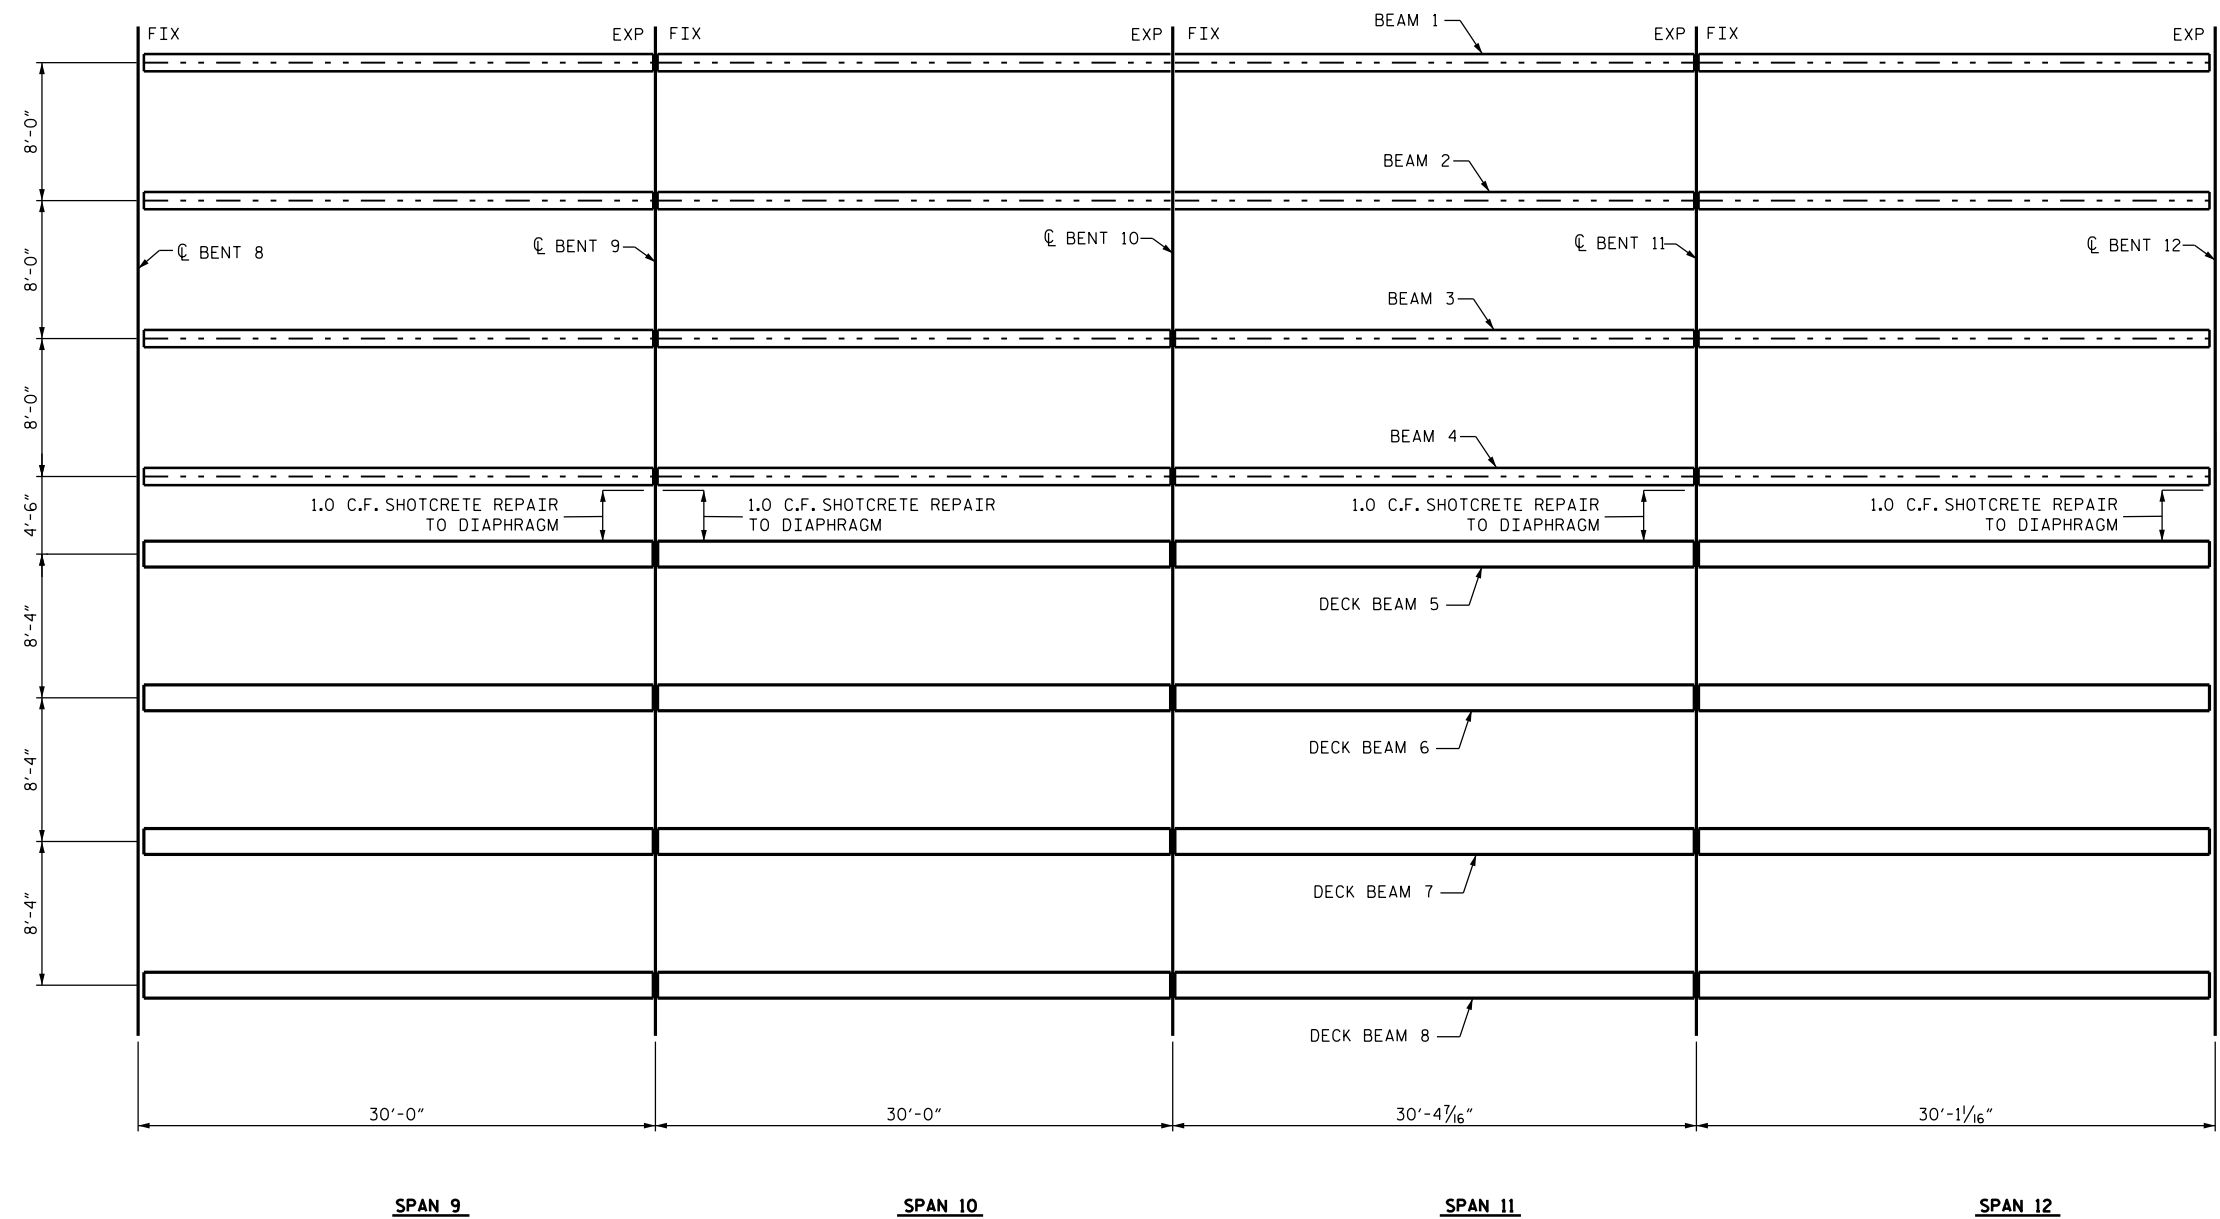 BEAM 1
FIX
EXP
FIX
EXP
FIX
EXP
FIX
EXP
8'-0"
BEAM 2
8'-0"
℄ BENT 8
℄ BENT 9
℄ BENT 10
℄ BENT 11
℄ BENT 12
BEAM 3
8'-0"
BEAM 4
4'-6"
1.0 C.F. SHOTCRETE REPAIR
TO DIAPHRAGM
1.0 C.F. SHOTCRETE REPAIR
TO DIAPHRAGM
1.0 C.F. SHOTCRETE REPAIR
TO DIAPHRAGM
1.0 C.F. SHOTCRETE REPAIR
TO DIAPHRAGM
DECK BEAM 5
8'-4"
DECK BEAM 6
8'-4"
DECK BEAM 7
8'-4"
DECK BEAM 8
30'-0"
30'-0"
30'-4 7/16"
30'-1 1/16"
SPAN 9
SPAN 10
SPAN 11
SPAN 12